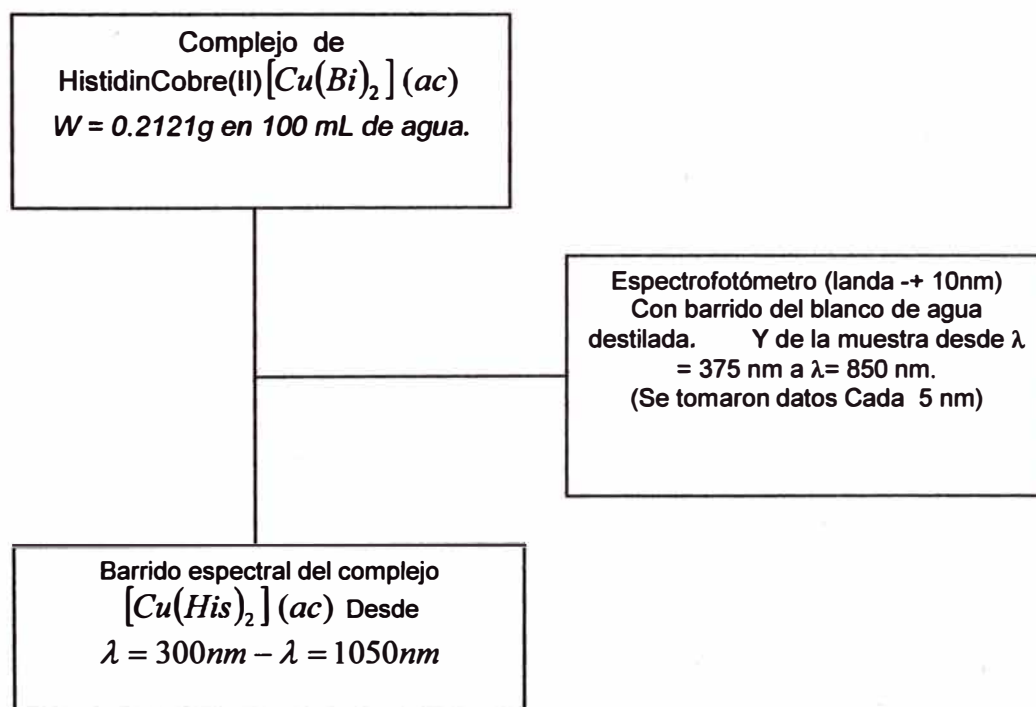 Complejo de
HistidinCobre(II) [Cu(Bi)₂] (ac)
W = 0.2121g en 100 mL de agua.
Espectrofotómetro (landa -+ 10nm)
Con barrido del blanco de agua
destilada. Y de la muestra desde λ
= 375 nm a λ= 850 nm.
(Se tomaron datos Cada 5 nm)
Barrido espectral del complejo
[Cu(His)₂] (ac) Desde
λ = 300nm − λ = 1050nm